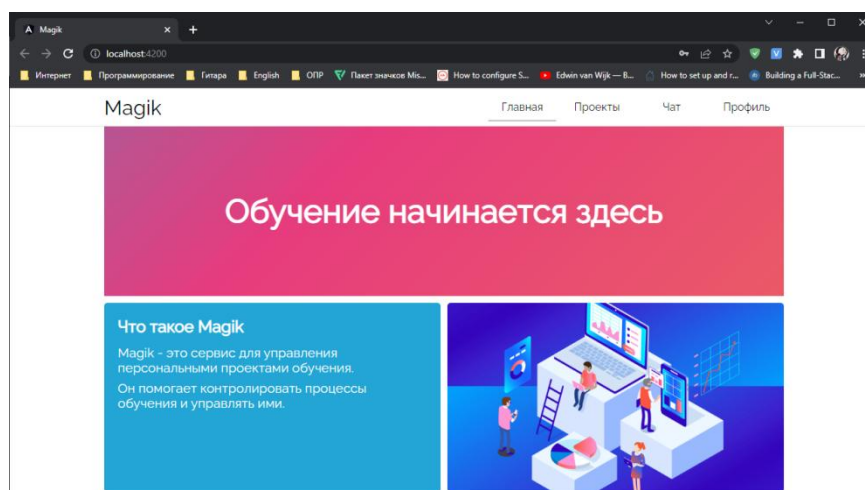 Magik
localhost:4200
Интернет Программирование Гитара English ОПР Пакет значков Mis... How to configure S... Edwin van Wijk — B... How to set up and r... Building a Full-Stac...
Magik Главная Проекты Чат Профиль
Обучение начинается здесь
Что такое Magik
Magik - это сервис для управления
персональными проектами обучения.
Он помогает контролировать процессы
обучения и управлять ими.